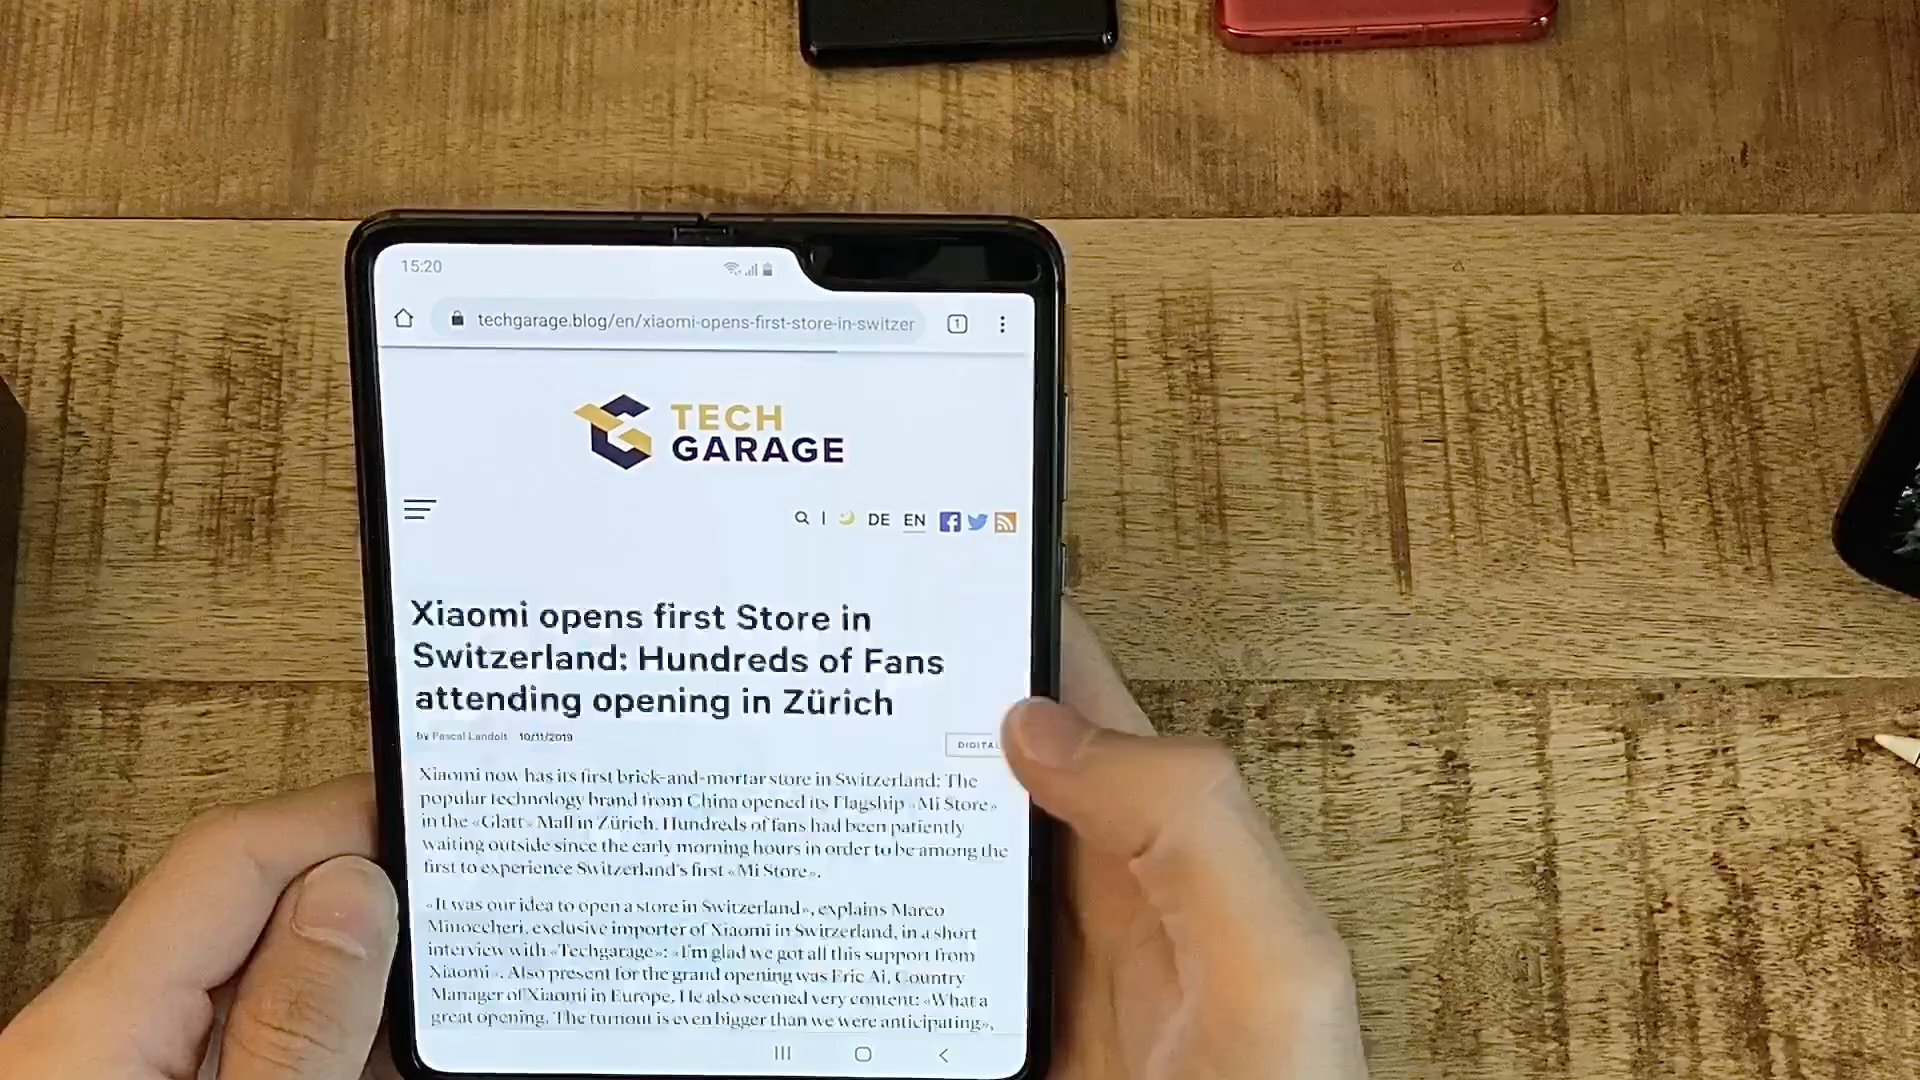 15:20
techgarage.blog/en/xiaomi-opens-first-store-in-switzer
1
TECH
GARAGE
DE EN
Xiaomi opens first Store in
Switzerland: Hundreds of Fans
attending opening in Zürich
by Pascal Landolt 10/11/2019
DIGITAL
Xiaomi now has its first brick-and-mortar store in Switzerland: The
popular technology brand from China opened its Flagship «Mi Store»
in the «Glatt» Mall in Zürich. Hundreds of fans had been patiently
waiting outside since the early morning hours in order to be among the
first to experience Switzerland's first «Mi Store».
«It was our idea to open a store in Switzerland», explains Marco
Minoccheri, exclusive importer of Xiaomi in Switzerland, in a short
interview with «Techgarage»: «I'm glad we got all this support from
Xiaomi». Also present for the grand opening was Eric Ai, Country
Manager of Xiaomi in Europe. He also seemed very content: «What a
great opening. The turnout is even bigger than we were anticipating»,